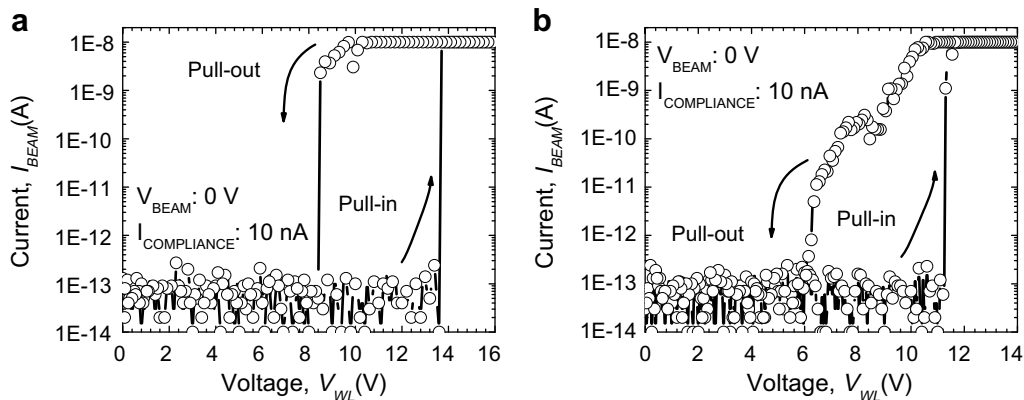 a
1E-8
1E-9
1E-10
1E-11
1E-12
1E-13
1E-14
Current, I_BEAM(A)
Pull-out
V_BEAM: 0 V
I_COMPLIANCE: 10 nA
Pull-in
0 2 4 6 8 10 12 14 16
Voltage, V_WL(V)
b
1E-8
1E-9
1E-10
1E-11
1E-12
1E-13
1E-14
Current, I_BEAM(A)
V_BEAM: 0 V
I_COMPLIANCE: 10 nA
Pull-out
Pull-in
0 2 4 6 8 10 12 14
Voltage, V_WL(V)